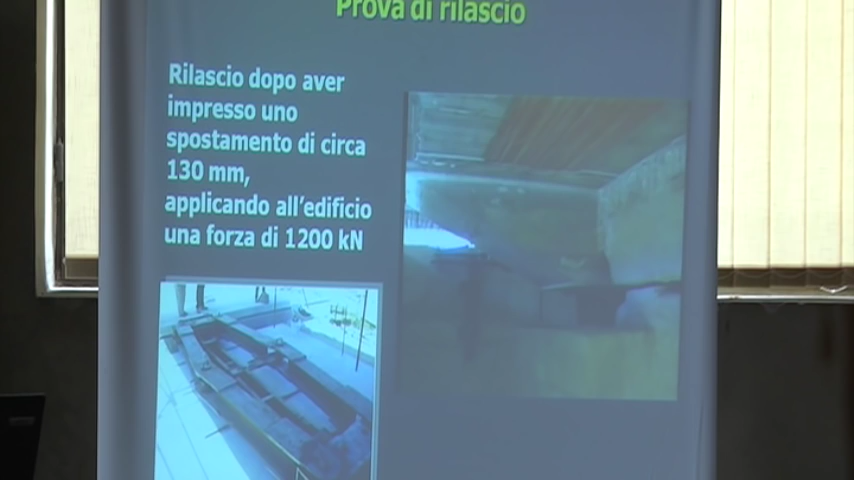 Prova di rilascio
Rilascio dopo aver
impresso uno
spostamento di circa
130 mm,
applicando all'edificio
una forza di 1200 kN